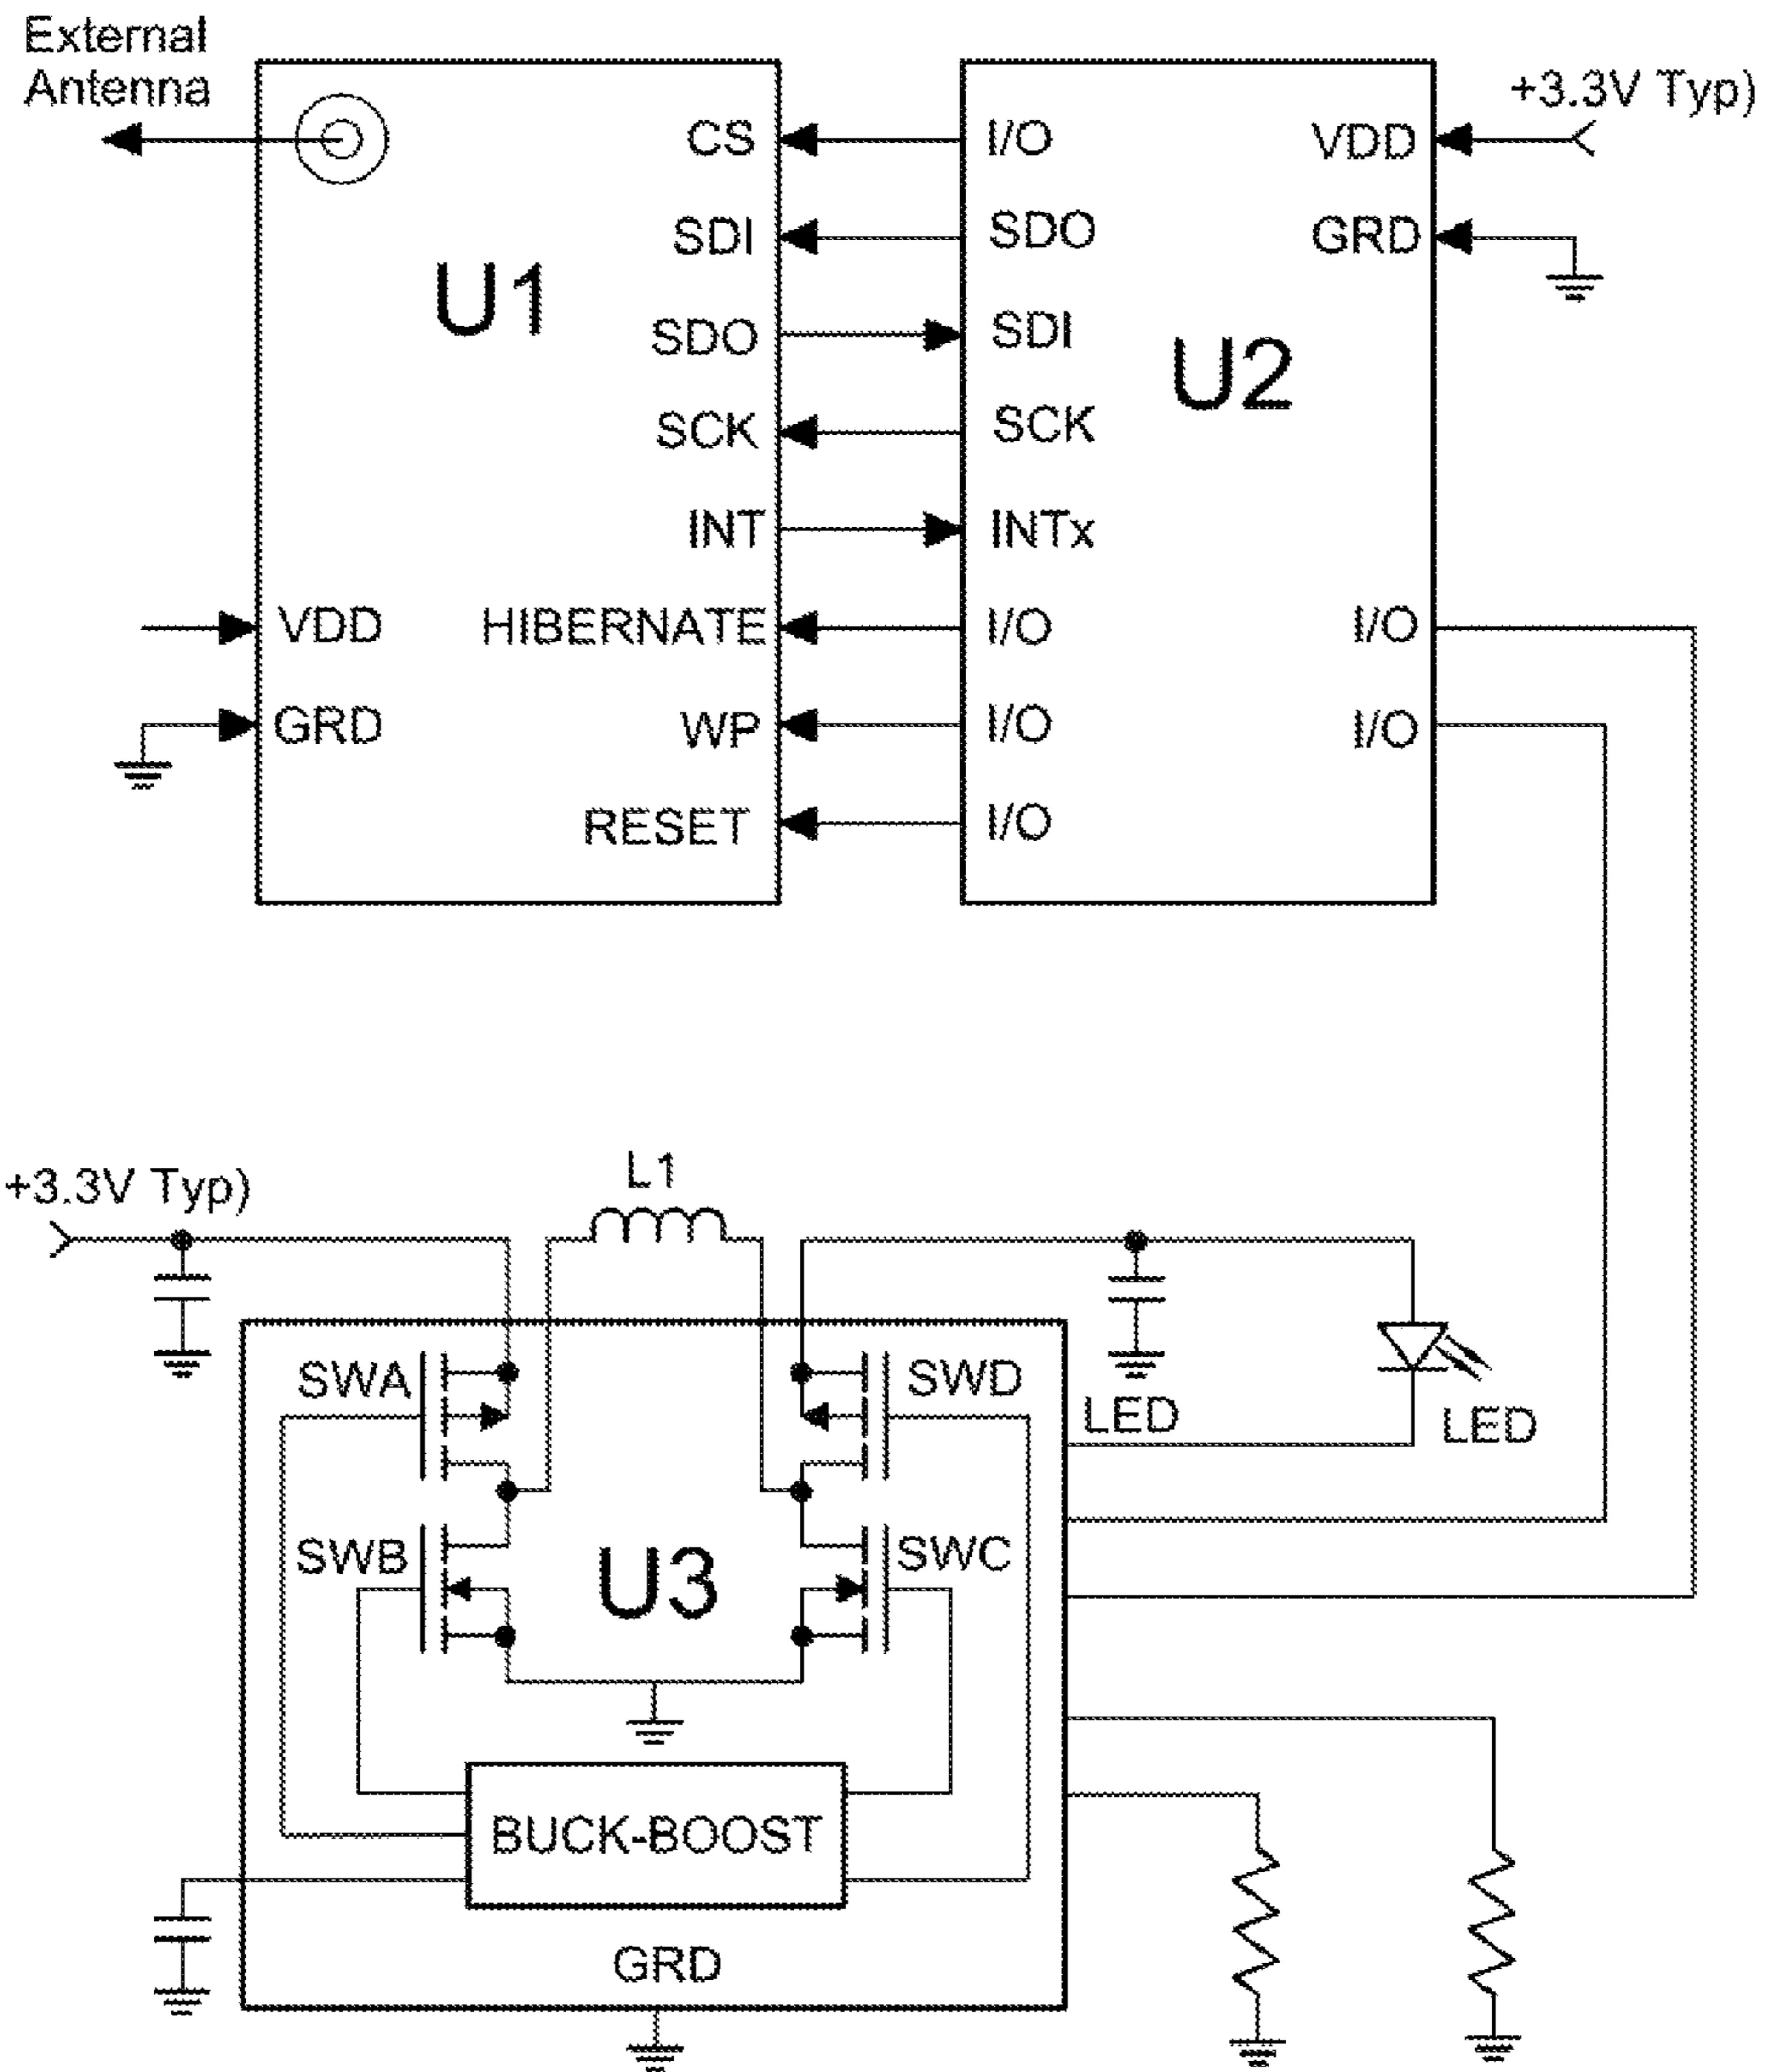 External
Antenna
+3.3V Typ)
CS
I/O
VDD
SDI
SDO
GRD
U1
SDO
SDI
U2
SCK
SCK
INT
INTx
VDD
HIBERNATE
I/O
I/O
GRD
WP
I/O
I/O
RESET
I/O
+3.3V Typ)
L1
SWA
SWD
LED
LED
SWB
U3
SWC
BUCK-BOOST
GRD